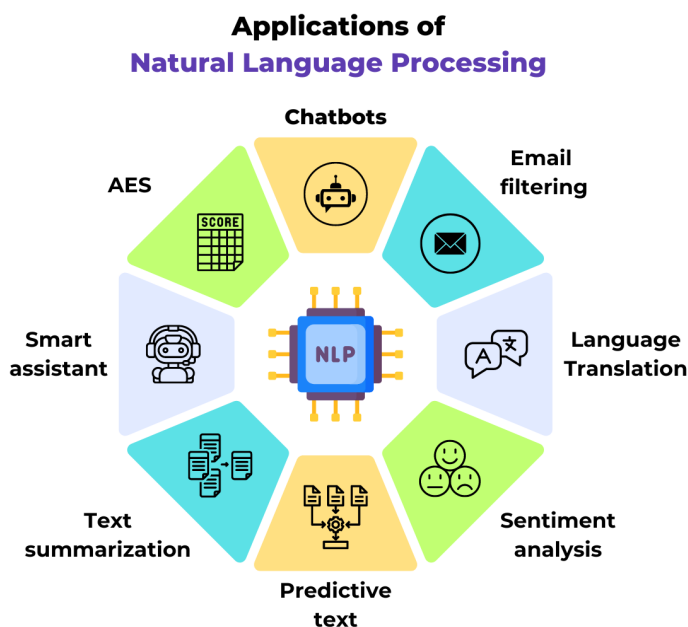 Applications of
Natural Language Processing
Chatbots
Email
filtering
AES
SCORE
NLP
Smart
assistant
Language
Translation
A
文
Text
summarization
Sentiment
analysis
Predictive
text